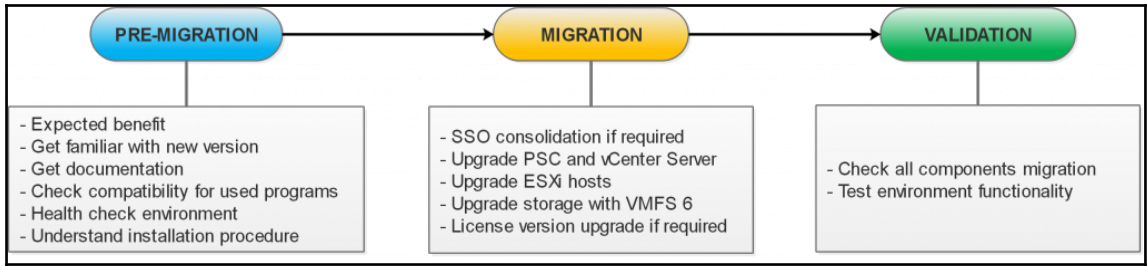 PRE-MIGRATION
MIGRATION
VALIDATION
- Expected benefit
- Get familiar with new version
- Get documentation
- Check compatibility for used programs
- Health check environment
- Understand installation procedure
- SSO consolidation if required
- Upgrade PSC and vCenter Server
- Upgrade ESXi hosts
- Upgrade storage with VMFS 6
- License version upgrade if required
- Check all components migration
- Test environment functionality